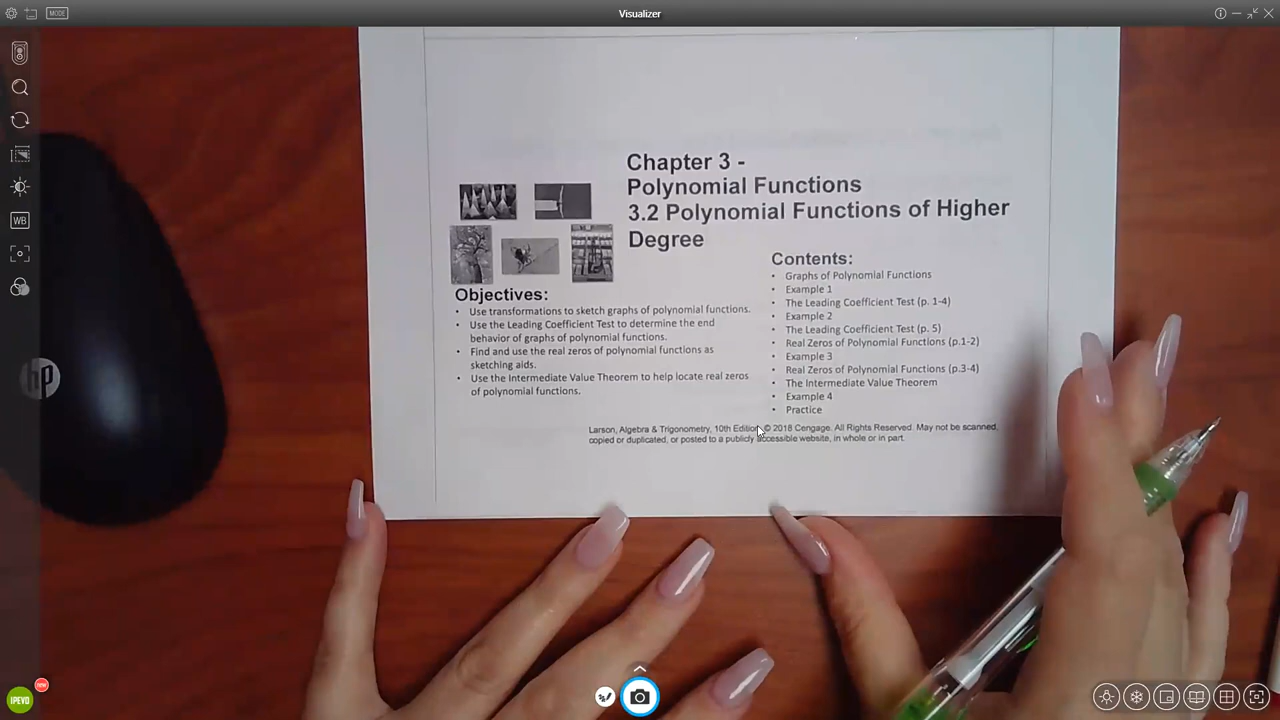 MODE
Visualizer
WB
hp
Chapter 3 -
Polynomial Functions
3.2 Polynomial Functions of Higher
Degree
Objectives:
• Use transformations to sketch graphs of polynomial functions.
• Use the Leading Coefficient Test to determine the end
behavior of graphs of polynomial functions.
• Find and use the real zeros of polynomial functions as
sketching aids.
• Use the Intermediate Value Theorem to help locate real zeros
of polynomial functions.
Contents:
• Graphs of Polynomial Functions
• Example 1
• The Leading Coefficient Test (p. 1-4)
• Example 2
• The Leading Coefficient Test (p. 5)
• Real Zeros of Polynomial Functions (p.1-2)
• Example 3
• Real Zeros of Polynomial Functions (p.3-4)
• The Intermediate Value Theorem
• Example 4
• Practice
Larson, Algebra & Trigonometry, 10th Edition, © 2018 Cengage. All Rights Reserved. May not be scanned,
copied or duplicated, or posted to a publicly accessible website, in whole or in part.
IPEVO
new